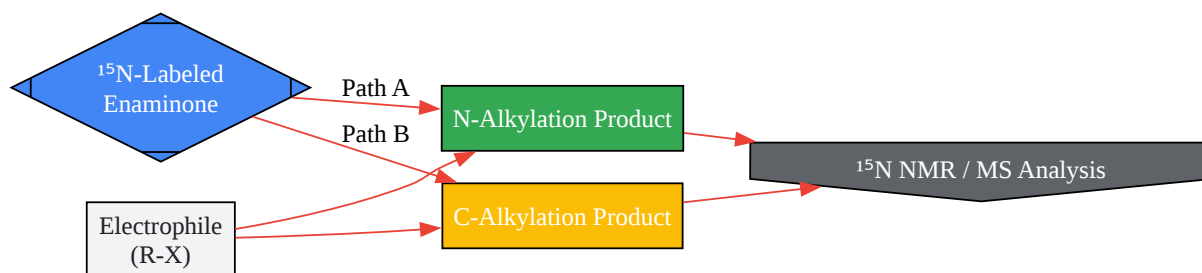 ¹⁵N-Labeled
Enaminone
Path A
Path B
N-Alkylation Product
C-Alkylation Product
Electrophile
(R-X)
¹⁵N NMR / MS Analysis